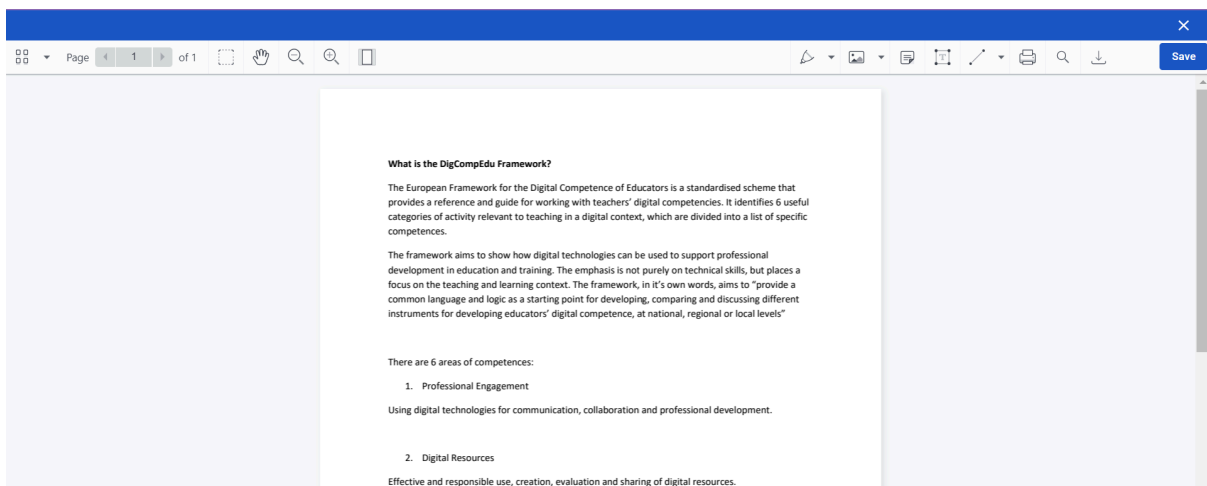 Page 1 of 1
Save
What is the DigCompEdu Framework?
The European Framework for the Digital Competence of Educators is a standardised scheme that
provides a reference and guide for working with teachers’ digital competencies. It identifies 6 useful
categories of activity relevant to teaching in a digital context, which are divided into a list of specific
competences.
The framework aims to show how digital technologies can be used to support professional
development in education and training. The emphasis is not purely on technical skills, but places a
focus on the teaching and learning context. The framework, in it’s own words, aims to “provide a
common language and logic as a starting point for developing, comparing and discussing different
instruments for developing educators’ digital competence, at national, regional or local levels”
There are 6 areas of competences:
1. Professional Engagement
Using digital technologies for communication, collaboration and professional development.
2. Digital Resources
Effective and responsible use, creation, evaluation and sharing of digital resources.